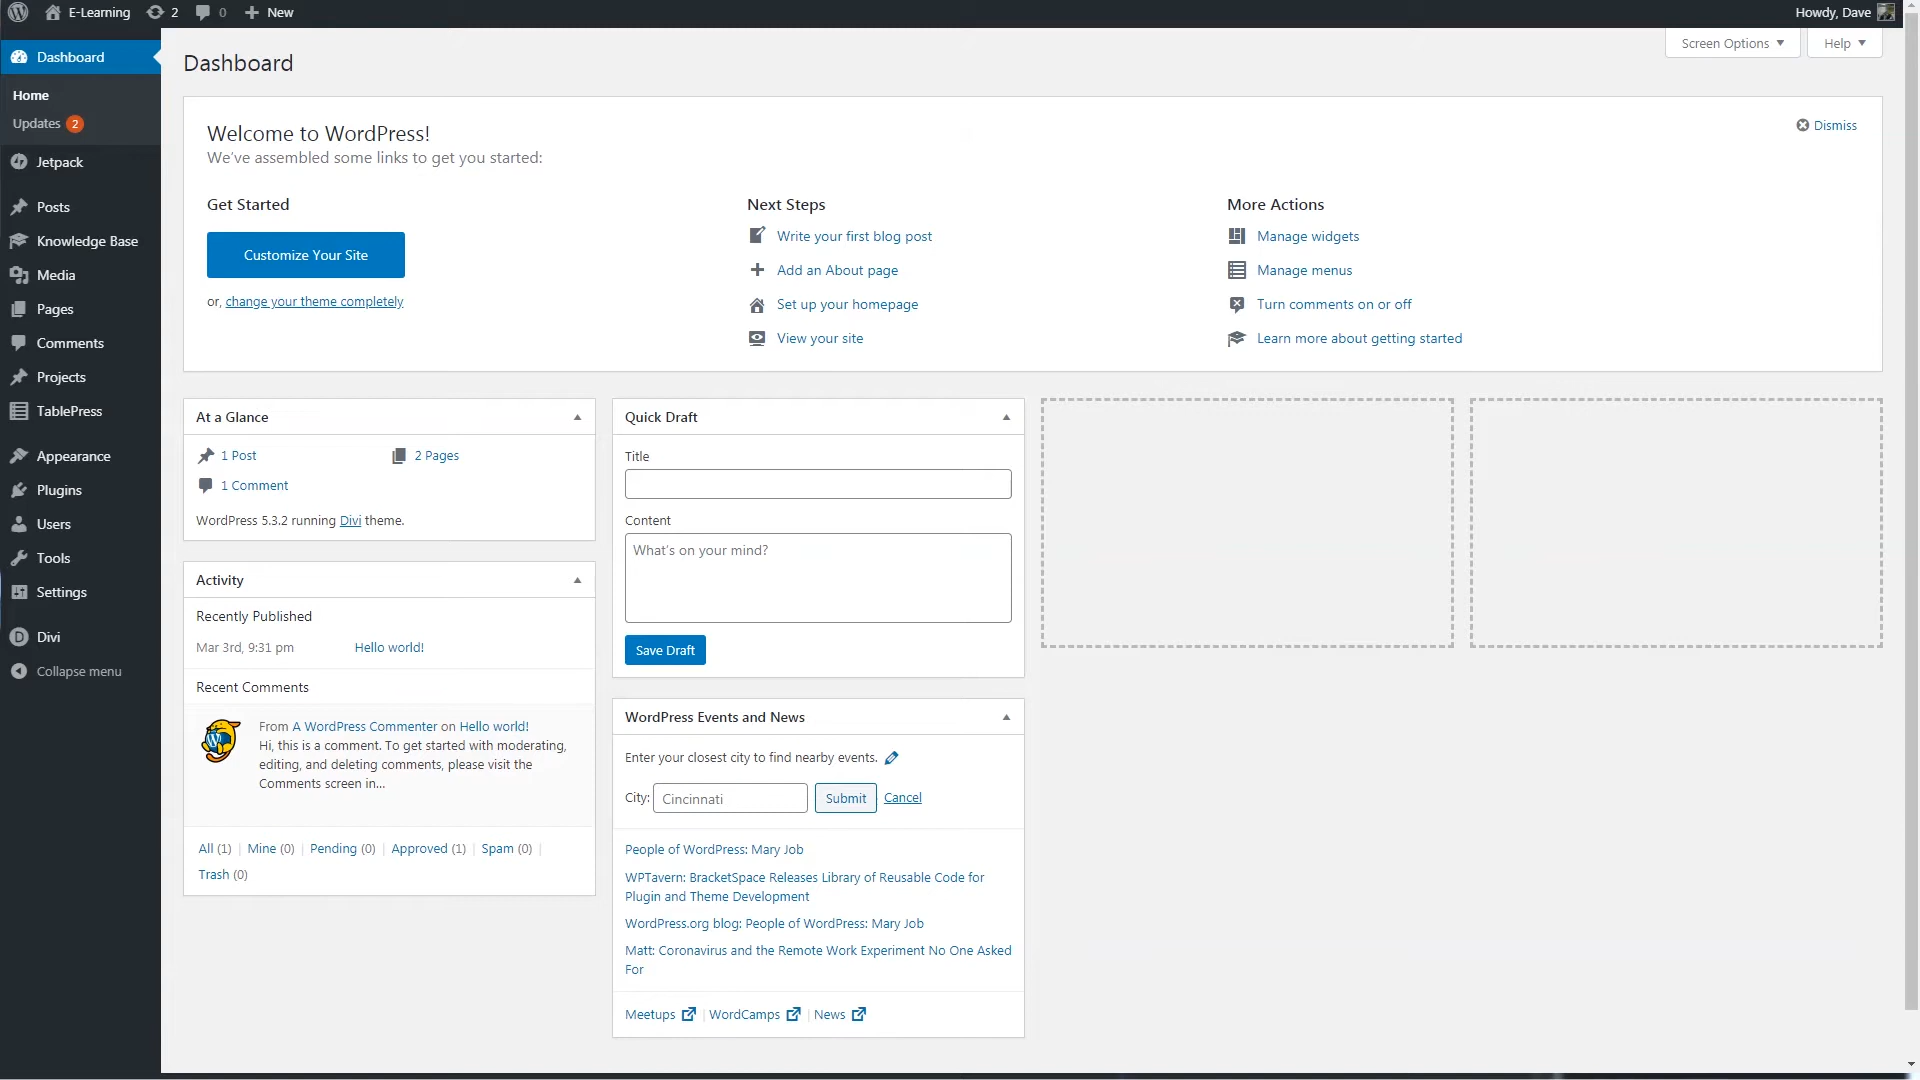 E-Learning
2
0
New
Howdy, Dave
Dashboard
Home
Updates 2
Jetpack
Posts
Knowledge Base
Media
Pages
Comments
Projects
TablePress
Appearance
Plugins
Users
Tools
Settings
Divi
Collapse menu
Screen Options
Help
Dashboard
Welcome to WordPress!
We've assembled some links to get you started:
Dismiss
Get Started
Customize Your Site
or, change your theme completely
Next Steps
Write your first blog post
Add an About page
Set up your homepage
View your site
More Actions
Manage widgets
Manage menus
Turn comments on or off
Learn more about getting started
At a Glance
1 Post
2 Pages
1 Comment
WordPress 5.3.2 running Divi theme.
Activity
Recently Published
Mar 3rd, 9:31 pm
Hello world!
Recent Comments
From A WordPress Commenter on Hello world!
Hi, this is a comment. To get started with moderating,
editing, and deleting comments, please visit the
Comments screen in...
All (1) | Mine (0) | Pending (0) | Approved (1) | Spam (0) |
Trash (0)
Quick Draft
Title
Content
What's on your mind?
Save Draft
WordPress Events and News
Enter your closest city to find nearby events.
City: Cincinnati Submit Cancel
People of WordPress: Mary Job
WPTavern: BracketSpace Releases Library of Reusable Code for
Plugin and Theme Development
WordPress.org blog: People of WordPress: Mary Job
Matt: Coronavirus and the Remote Work Experiment No One Asked
For
Meetups | WordCamps | News